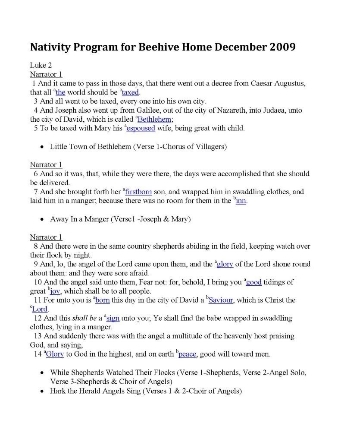 Nativity Program for Beehive Home December 2009
Luke 2
Narrator 1
1 And it came to pass in those days, that there went out a decree from Caesar Augustus,
that all ᵃthe world should be ᵇtaxed.
3 And all went to be taxed, every one into his own city.
4 And Joseph also went up from Galilee, out of the city of Nazareth, into Judaea, unto
the city of David, which is called ᵃBethlehem;
5 To be taxed with Mary his ᵃespoused wife, being great with child.
• Little Town of Bethlehem (Verse 1-Chorus of Villagers)
Narrator 1
6 And so it was, that, while they were there, the days were accomplished that she should
be delivered.
7 And she brought forth her ᵃfirstborn son, and wrapped him in swaddling clothes, and
laid him in a manger; because there was no room for them in the ᵇinn.
• Away In a Manger (Verse1 -Joseph & Mary)
Narrator 1
8 And there were in the same country shepherds abiding in the field, keeping watch over
their flock by night.
9 And, lo, the angel of the Lord came upon them, and the ᵃglory of the Lord shone round
about them: and they were sore afraid.
10 And the angel said unto them, Fear not: for, behold, I bring you ᵃgood tidings of
great ᵇjoy, which shall be to all people.
11 For unto you is ᵃborn this day in the city of David a ᵇSaviour, which is Christ the
ᶜLord.
12 And this shall be a ᵃsign unto you; Ye shall find the babe wrapped in swaddling
clothes, lying in a manger.
13 And suddenly there was with the angel a multitude of the heavenly host praising
God, and saying,
14 ᵃGlory to God in the highest, and on earth ᵇpeace, good will toward men.
• While Shepherds Watched Their Flocks (Verse 1-Shepherds, Verse 2-Angel Solo,
Verse 3-Shepherds & Choir of Angels)
• Hark the Herald Angels Sing (Verses 1 & 2-Choir of Angels)